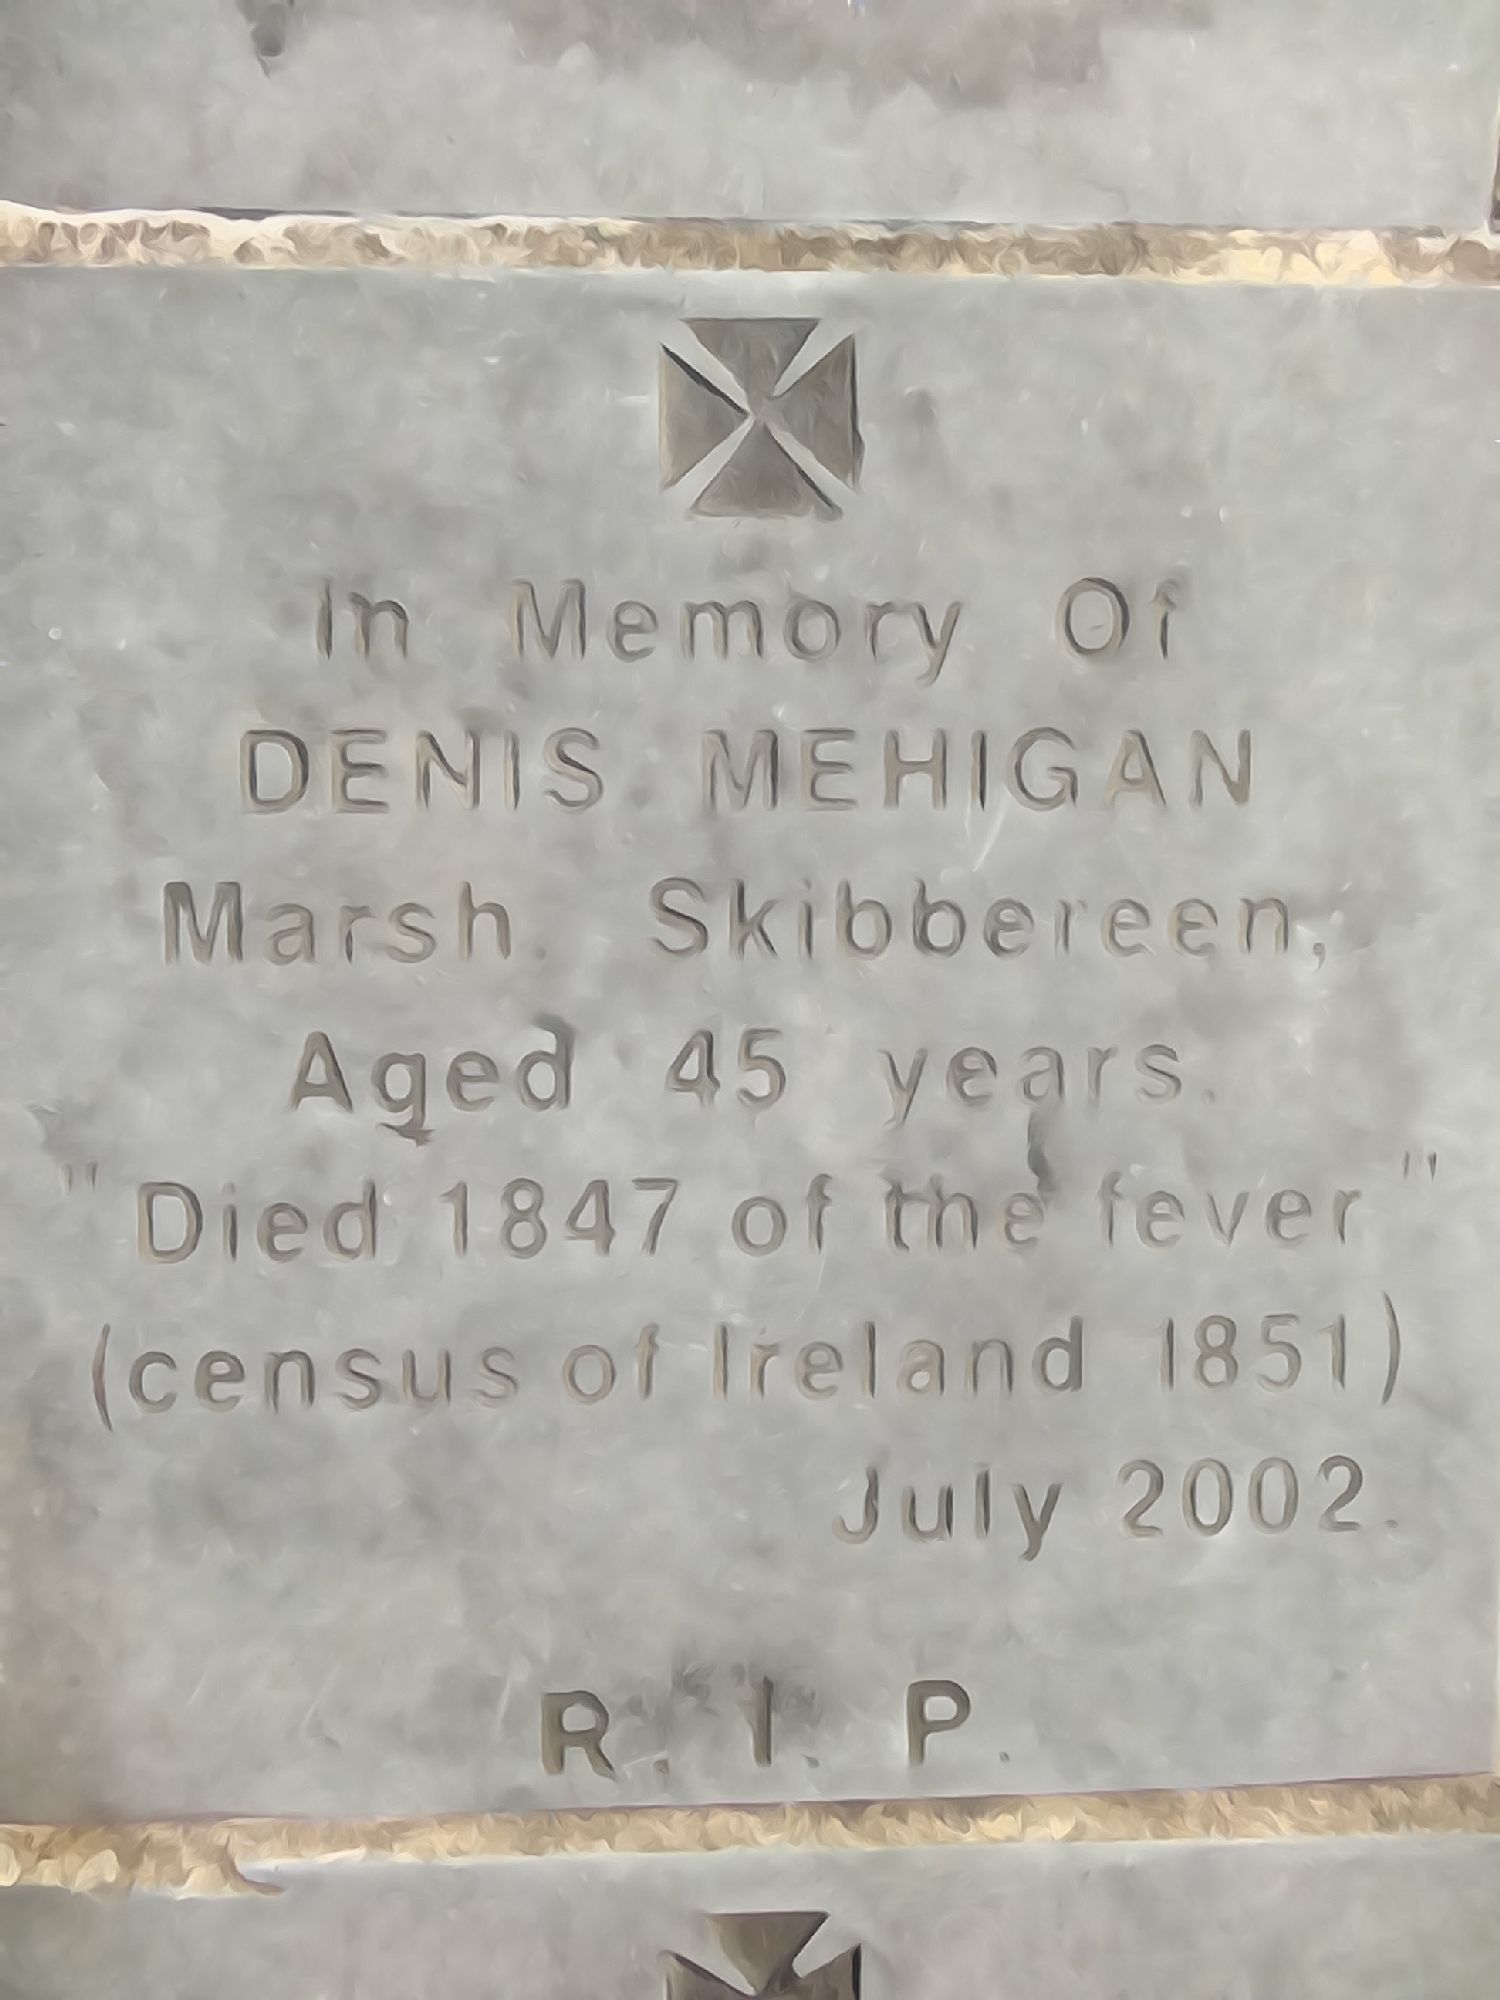 In Memory Of
DENIS MEHIGAN
Marsh. Skibbereen,
Aged 45 years.
"Died 1847 of the fever"
(census of Ireland 1851)
July 2002.
R. I. P.